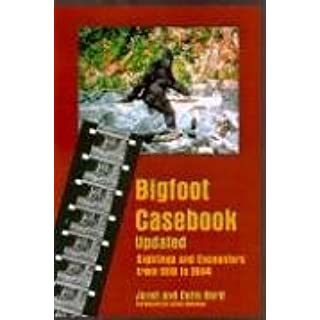 Bigfoot
Casebook
Updated
Sightings and Encounters
from 1818 to 2004
Janet and Colin Bord